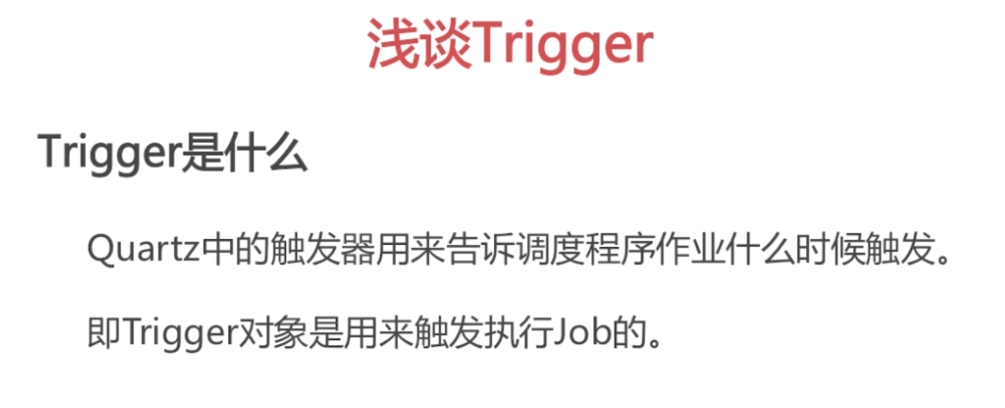 浅谈Trigger
Trigger是什么
Quartz中的触发器用来告诉调度程序作业什么时候触发。
即Trigger对象是用来触发执行Job的。